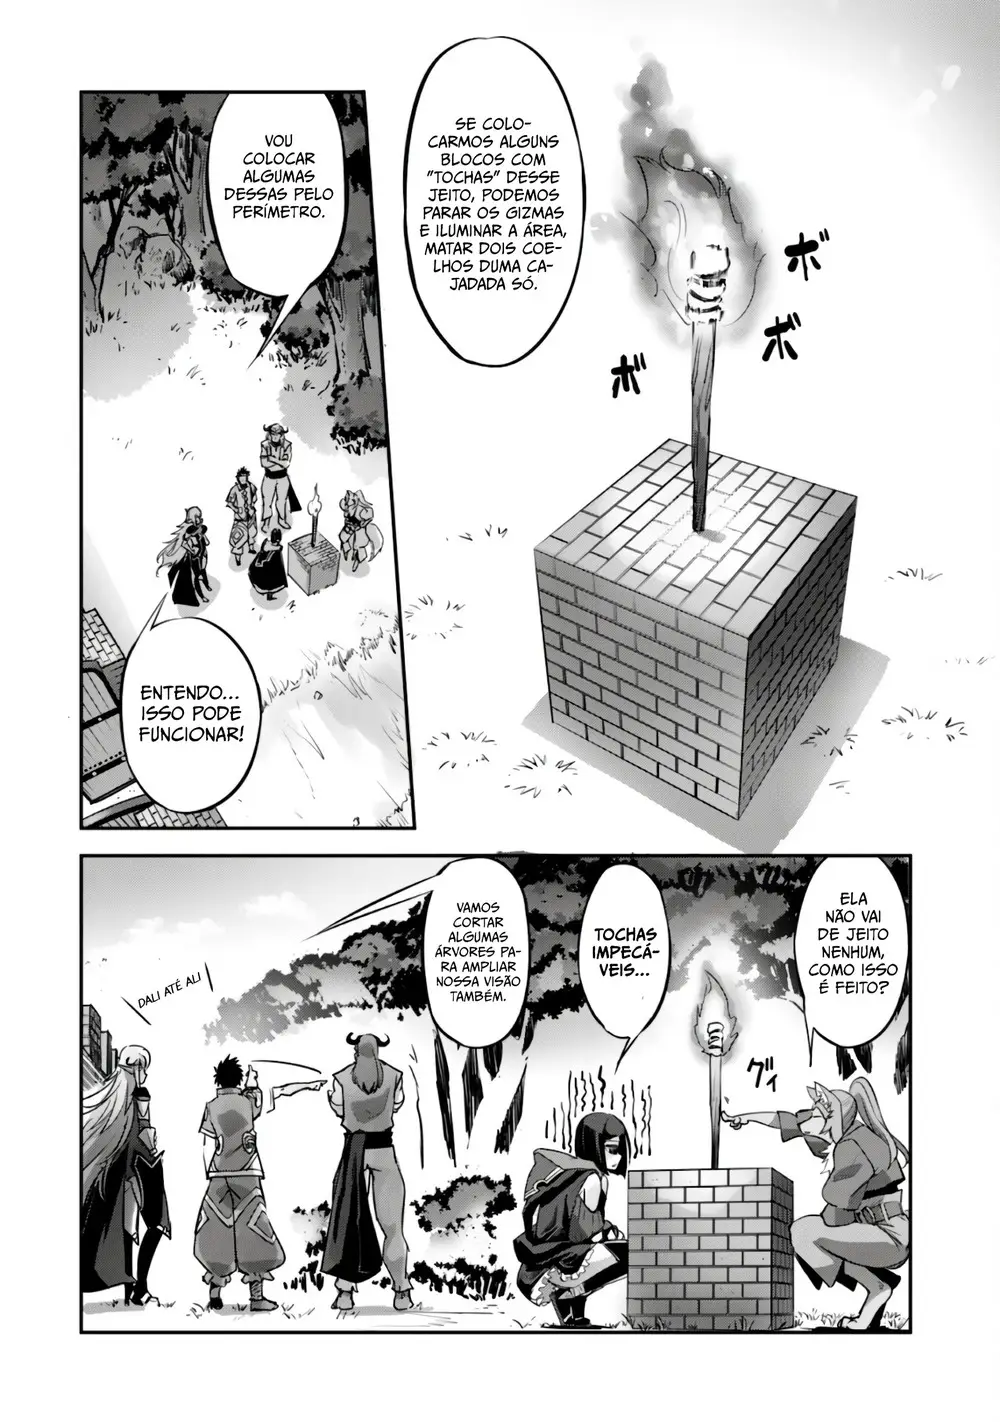 SE COLO-
CARMOS ALGUNS
BLOCOS COM
"TOCHAS" DESSE
JEITO, PODEMOS
PARAR OS GIZMAS
E ILUMINAR A ÁREA,
MATAR DOIS COE-
LHOS DUMA CA-
JADADA SÓ.
ボ
ボ
ボ
VOU
COLOCAR
ALGUMAS
DESSAS PELO
PERÍMETRO.
ENTENDO...
ISSO PODE
FUNCIONAR!
ELA
NÃO VAI
DE JEITO
NENHUM,
COMO ISSO
É FEITO?
グイ
TOCHAS
IMPECÁ-
VEIS...
VAMOS
CORTAR
ALGUMAS
ÁRVORES PA-
RA AMPLIAR
NOSSA VISÃO
TAMBÉM.
DALI ATÉ ALI